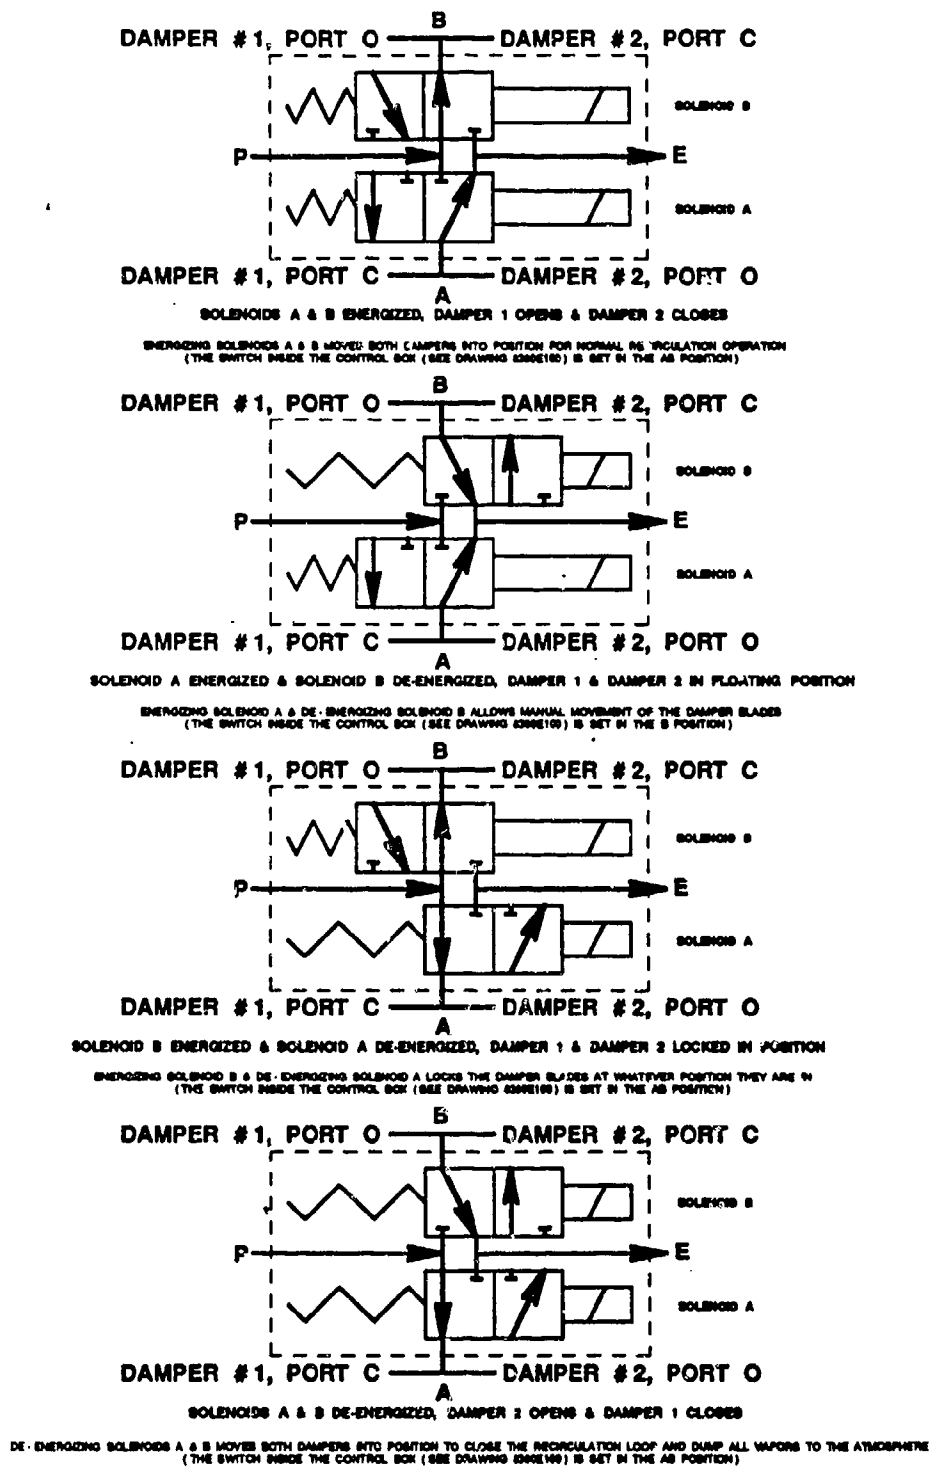 B
DAMPER #1, PORT O DAMPER #2, PORT C
SOLENOID B
P E
SOLENOID A
DAMPER #1, PORT C DAMPER #2, PORT O
A
SOLENOIDS A & B ENERGIZED, DAMPER 1 OPENS & DAMPER 2 CLOSES
ENERGIZING SOLENOIDS A & B MOVES BOTH DAMPERS INTO POSITION FOR NORMAL RECIRCULATION OPERATION
(THE SWITCH INSIDE THE CONTROL BOX (SEE DRAWING) IS SET IN THE AB POSITION)
B
DAMPER #1, PORT O DAMPER #2, PORT C
SOLENOID B
P E
SOLENOID A
DAMPER #1, PORT C DAMPER #2, PORT O
A
SOLENOID A ENERGIZED & SOLENOID B DE-ENERGIZED, DAMPER 1 & DAMPER 2 IN FLOATING POSITION
ENERGIZING SOLENOID A & DE-ENERGIZING SOLENOID B ALLOWS MANUAL MOVEMENT OF THE DAMPER BLADES
(THE SWITCH INSIDE THE CONTROL BOX (SEE DRAWING) IS SET IN THE B POSITION)
B
DAMPER #1, PORT O DAMPER #2, PORT C
SOLENOID B
P E
SOLENOID A
DAMPER #1, PORT C DAMPER #2, PORT O
A
SOLENOID B ENERGIZED & SOLENOID A DE-ENERGIZED, DAMPER 1 & DAMPER 2 LOCKED IN POSITION
ENERGIZING SOLENOID B & DE-ENERGIZING SOLENOID A LOCKS THE DAMPER BLADES AT WHATEVER POSITION THEY ARE IN
(THE SWITCH INSIDE THE CONTROL BOX (SEE DRAWING) IS SET IN THE AB POSITION)
B
DAMPER #1, PORT O DAMPER #2, PORT C
SOLENOID B
P E
SOLENOID A
DAMPER #1, PORT C DAMPER #2, PORT O
A
SOLENOIDS A & B DE-ENERGIZED, DAMPER 2 OPENS & DAMPER 1 CLOSES
DE-ENERGIZING SOLENOIDS A & B MOVES BOTH DAMPERS INTO POSITION TO CLOSE THE RECIRCULATION LOOP AND DUMP ALL VAPORS TO THE ATMOSPHERE
(THE SWITCH INSIDE THE CONTROL BOX (SEE DRAWING) IS SET IN THE AB POSITION)